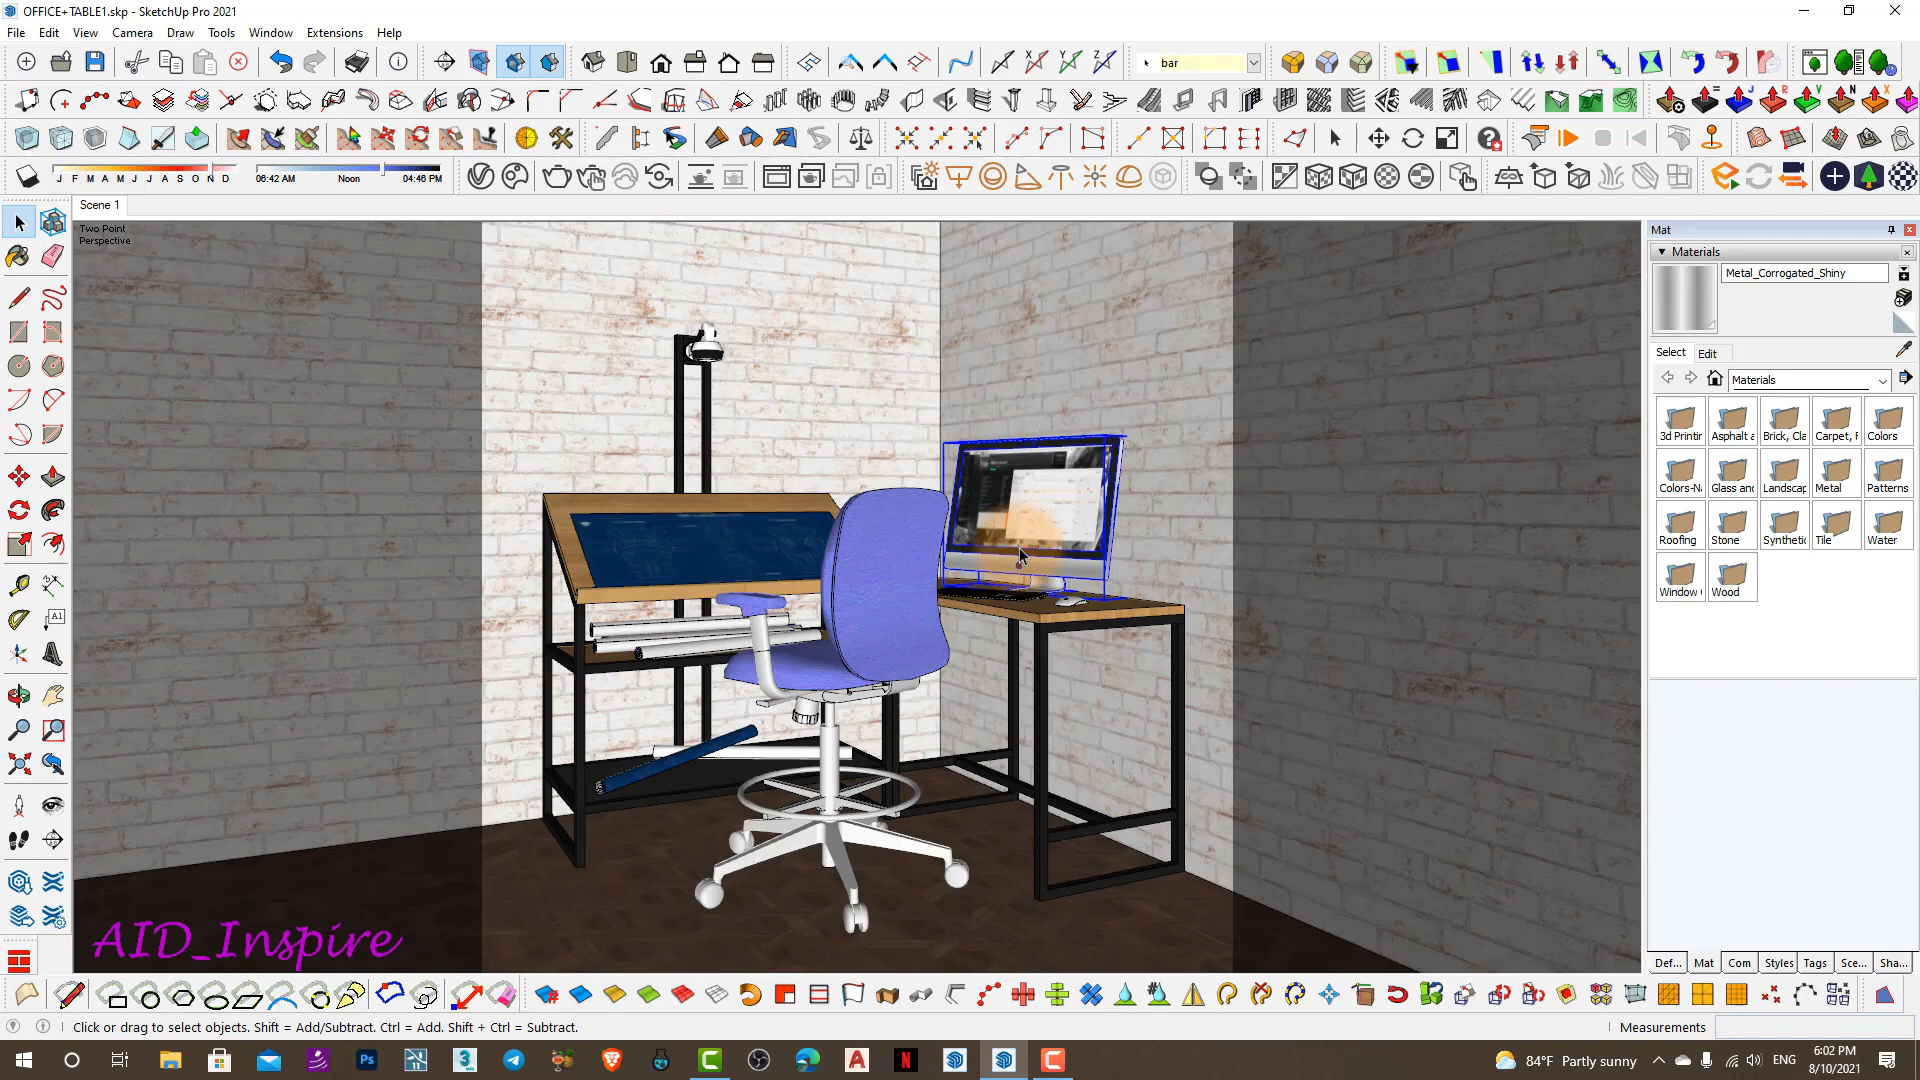 OFFICE+TABLE1.skp - SketchUp Pro 2021
File Edit View Camera Draw Tools Window Extensions Help
bar
J F M A M J J A S O N D
06:42 AM Noon 04:46 PM
Scene 1
Two Point
Perspective
Mat
Materials
Metal_Corrogated_Shiny
Select Edit
Materials
3d Printir Asphalt a Brick, Cla Carpet, F Colors
Colors-Na Glass and Landscap Metal Patterns
Roofing Stone Synthetic Tile Water
Window ( Wood
A1
AID_Inspire
Def... Mat Com Styles Tags Sce... Sha...
Click or drag to select objects. Shift = Add/Subtract. Ctrl = Add. Shift + Ctrl = Subtract.
Measurements
84°F Partly sunny
ENG
6:02 PM
8/10/2021